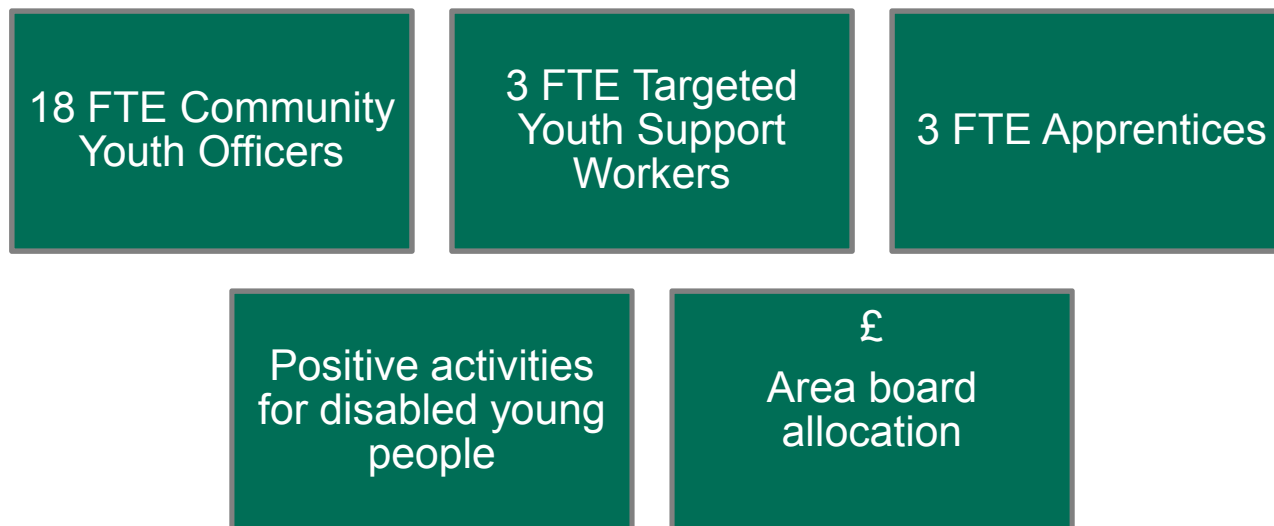 18 FTE Community
Youth Officers
3 FTE Targeted
Youth Support
Workers
3 FTE Apprentices
Positive activities
for disabled young
people
£
Area board
allocation